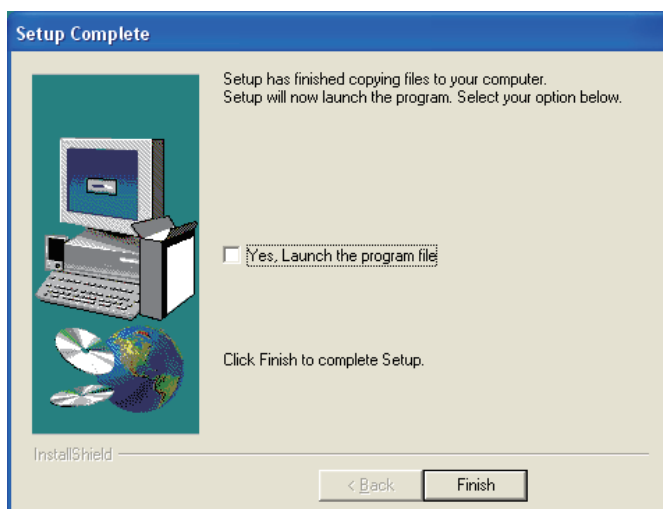 Setup Complete
Setup has finished copying files to your computer.
Setup will now launch the program. Select your option below.
Yes, Launch the program file
Click Finish to complete Setup.
InstallShield
< Back
Finish